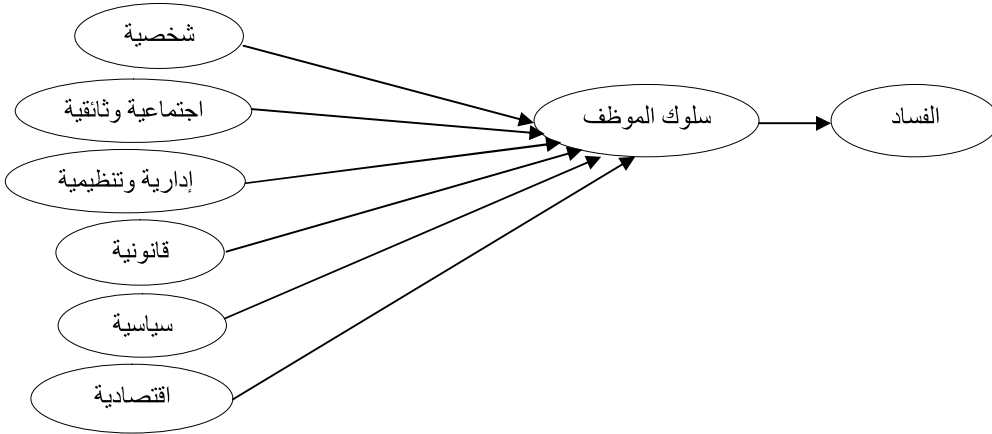 شخصية
اجتماعية وثائقية
إدارية وتنظيمية
قانونية
سياسية
اقتصادية
سلوك الموظف
الفساد